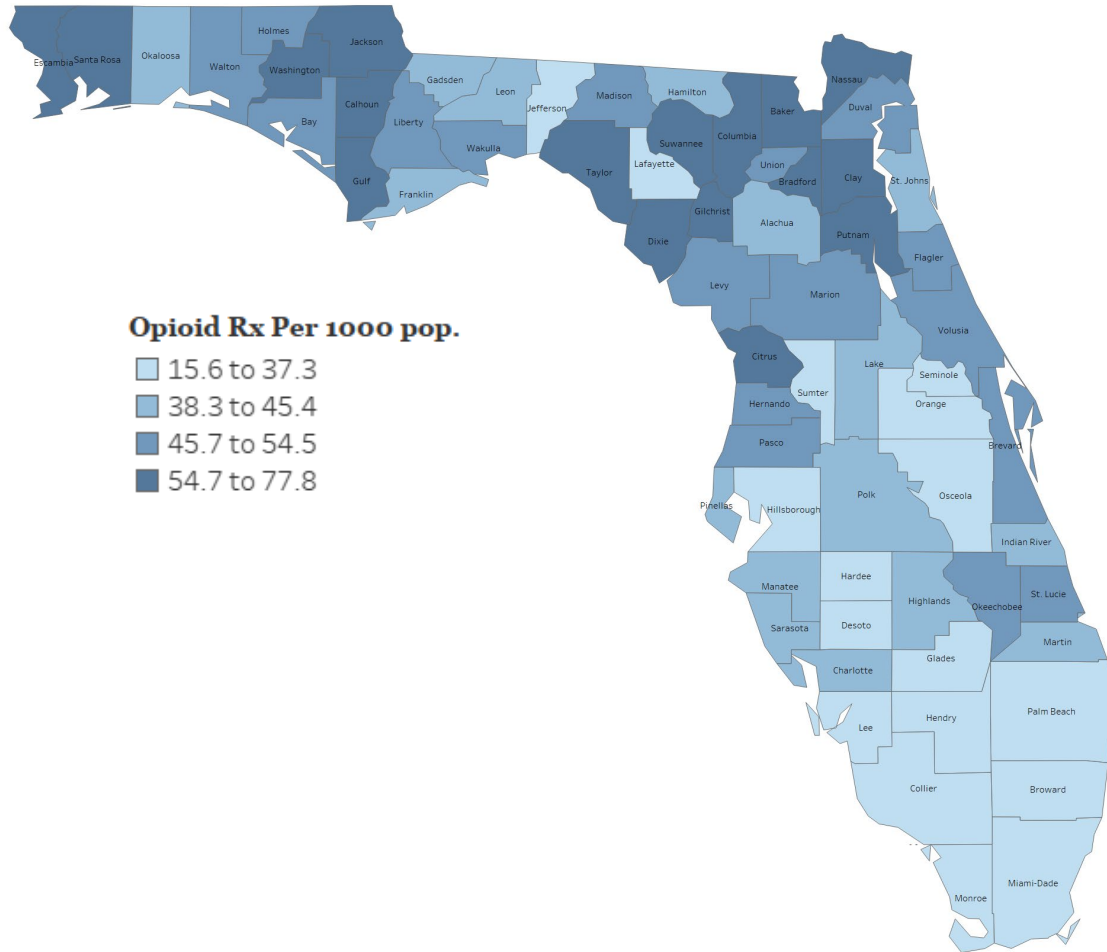 Holmes
Jackson
Escambia
Santa Rosa
Okaloosa
Walton
Washington
Calhoun
Bay
Gulf
Liberty
Gadsden
Leon
Wakulla
Franklin
Jefferson
Madison
Hamilton
Taylor
Lafayette
Suwannee
Columbia
Baker
Nassau
Duval
Union
Bradford
Clay
St. Johns
Dixie
Gilchrist
Alachua
Putnam
Flagler
Levy
Marion
Volusia
Opioid Rx Per 1000 pop.
15.6 to 37.3
38.3 to 45.4
45.7 to 54.5
54.7 to 77.8
Citrus
Sumter
Lake
Seminole
Orange
Hernando
Pasco
Brevard
Pinellas
Hillsborough
Polk
Osceola
Indian River
Manatee
Hardee
Highlands
Okeechobee
St. Lucie
Sarasota
Desoto
Martin
Charlotte
Glades
Lee
Hendry
Palm Beach
Collier
Broward
Monroe
Miami-Dade